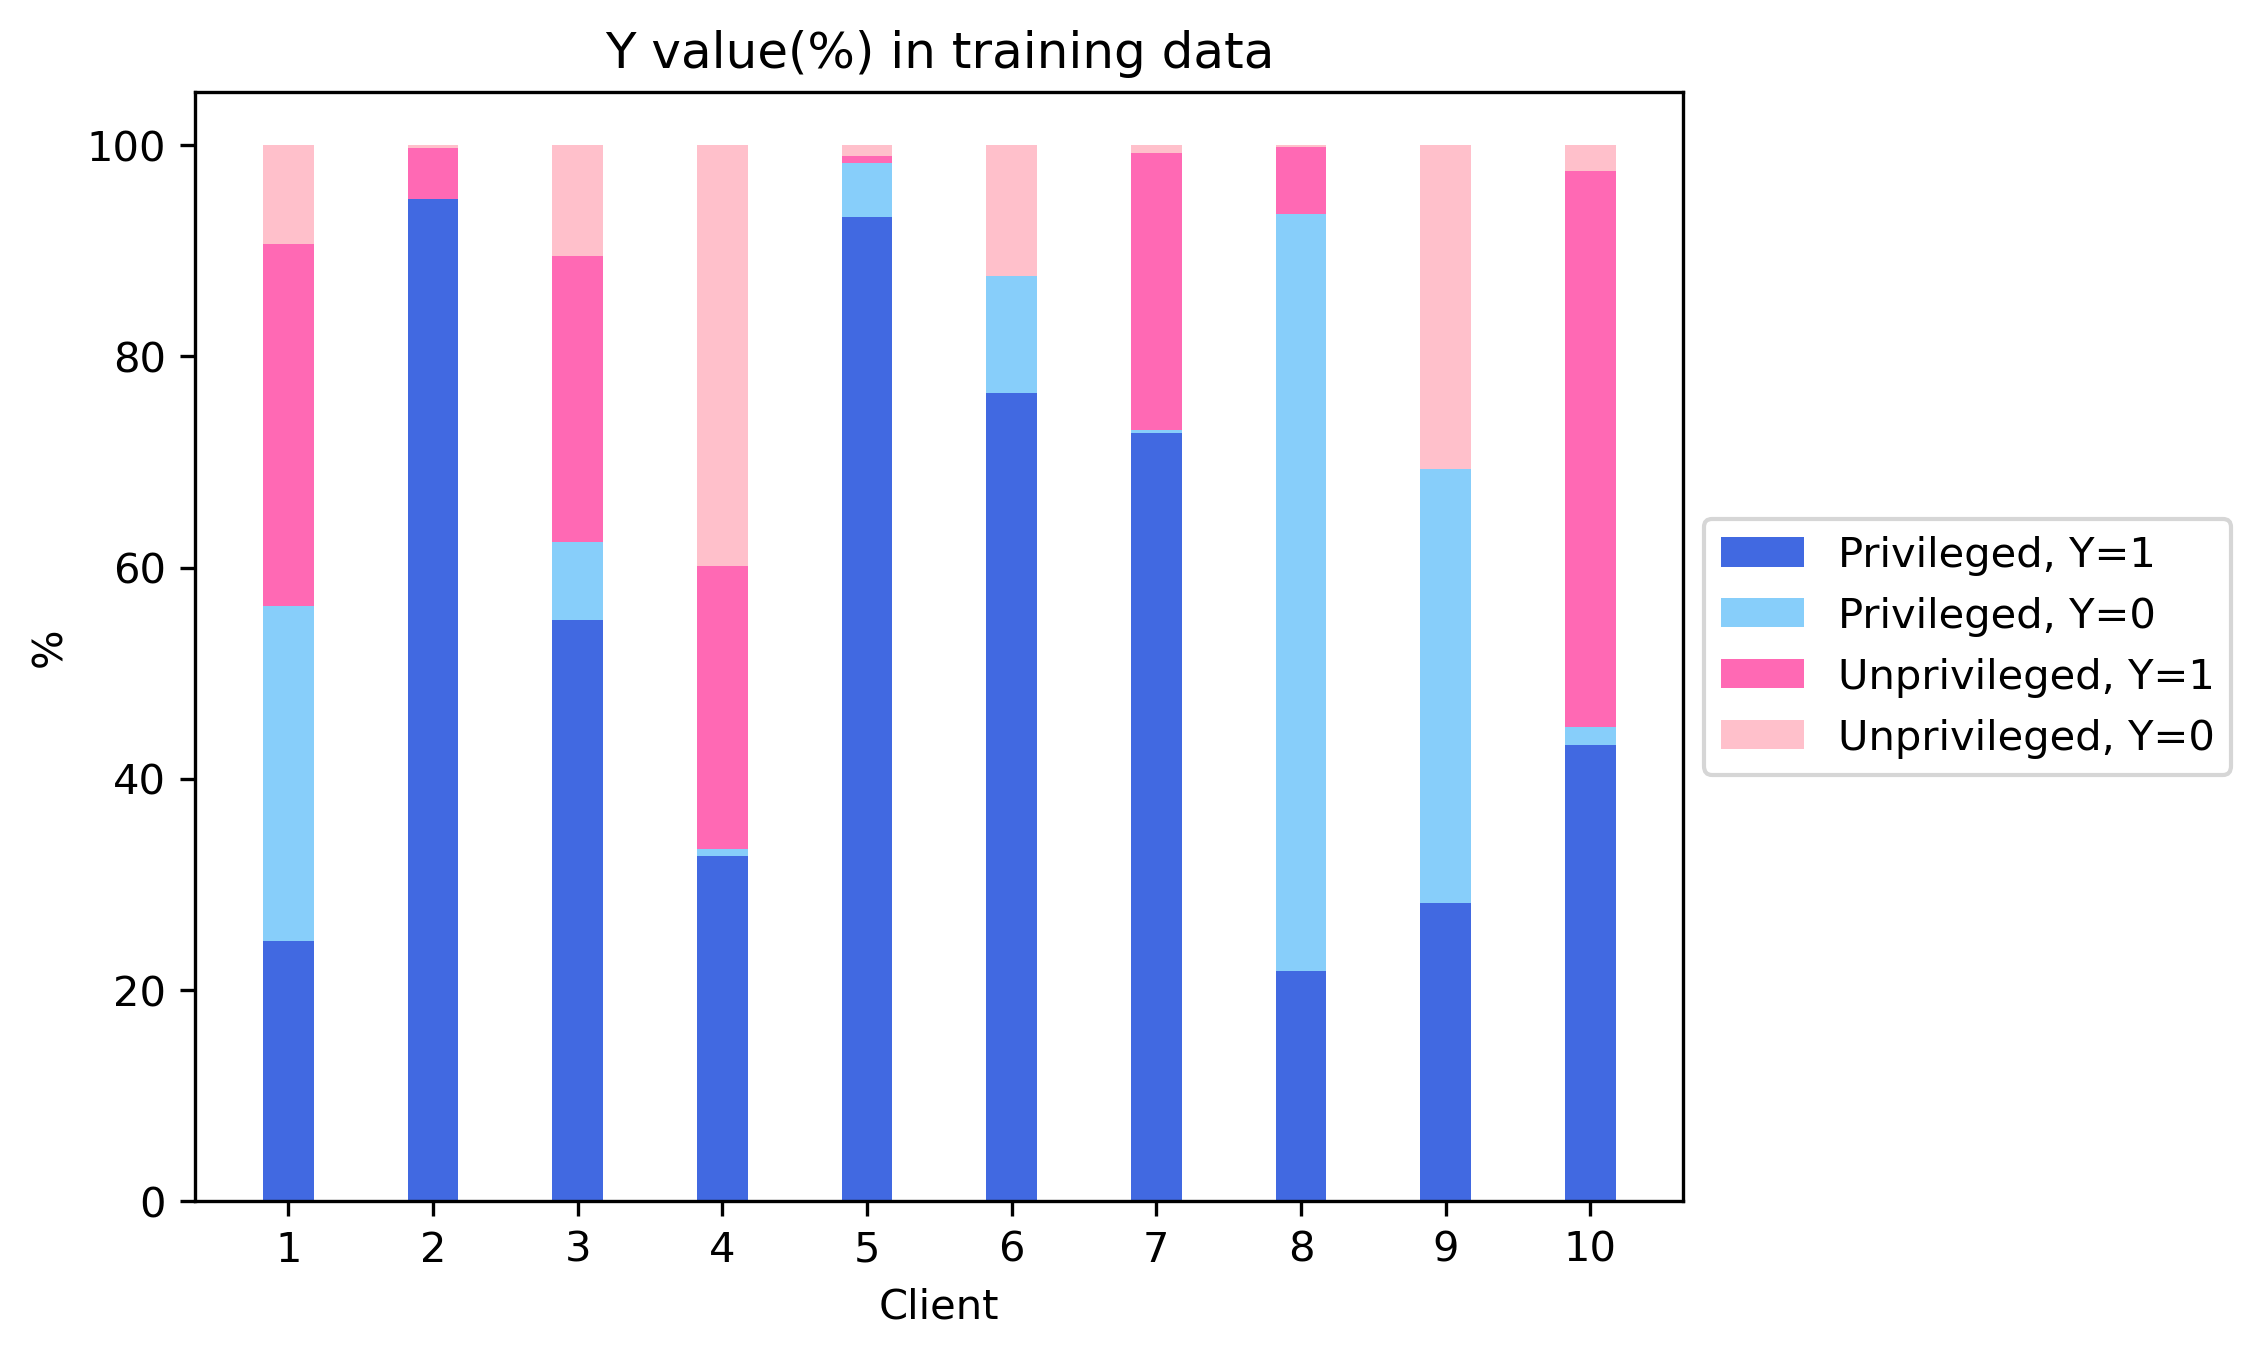 Y value(%) in training data
100
80
60
40
20
0
%
1 2 3 4 5 6 7 8 9 10
Client
Privileged, Y=1
Privileged, Y=0
Unprivileged, Y=1
Unprivileged, Y=0